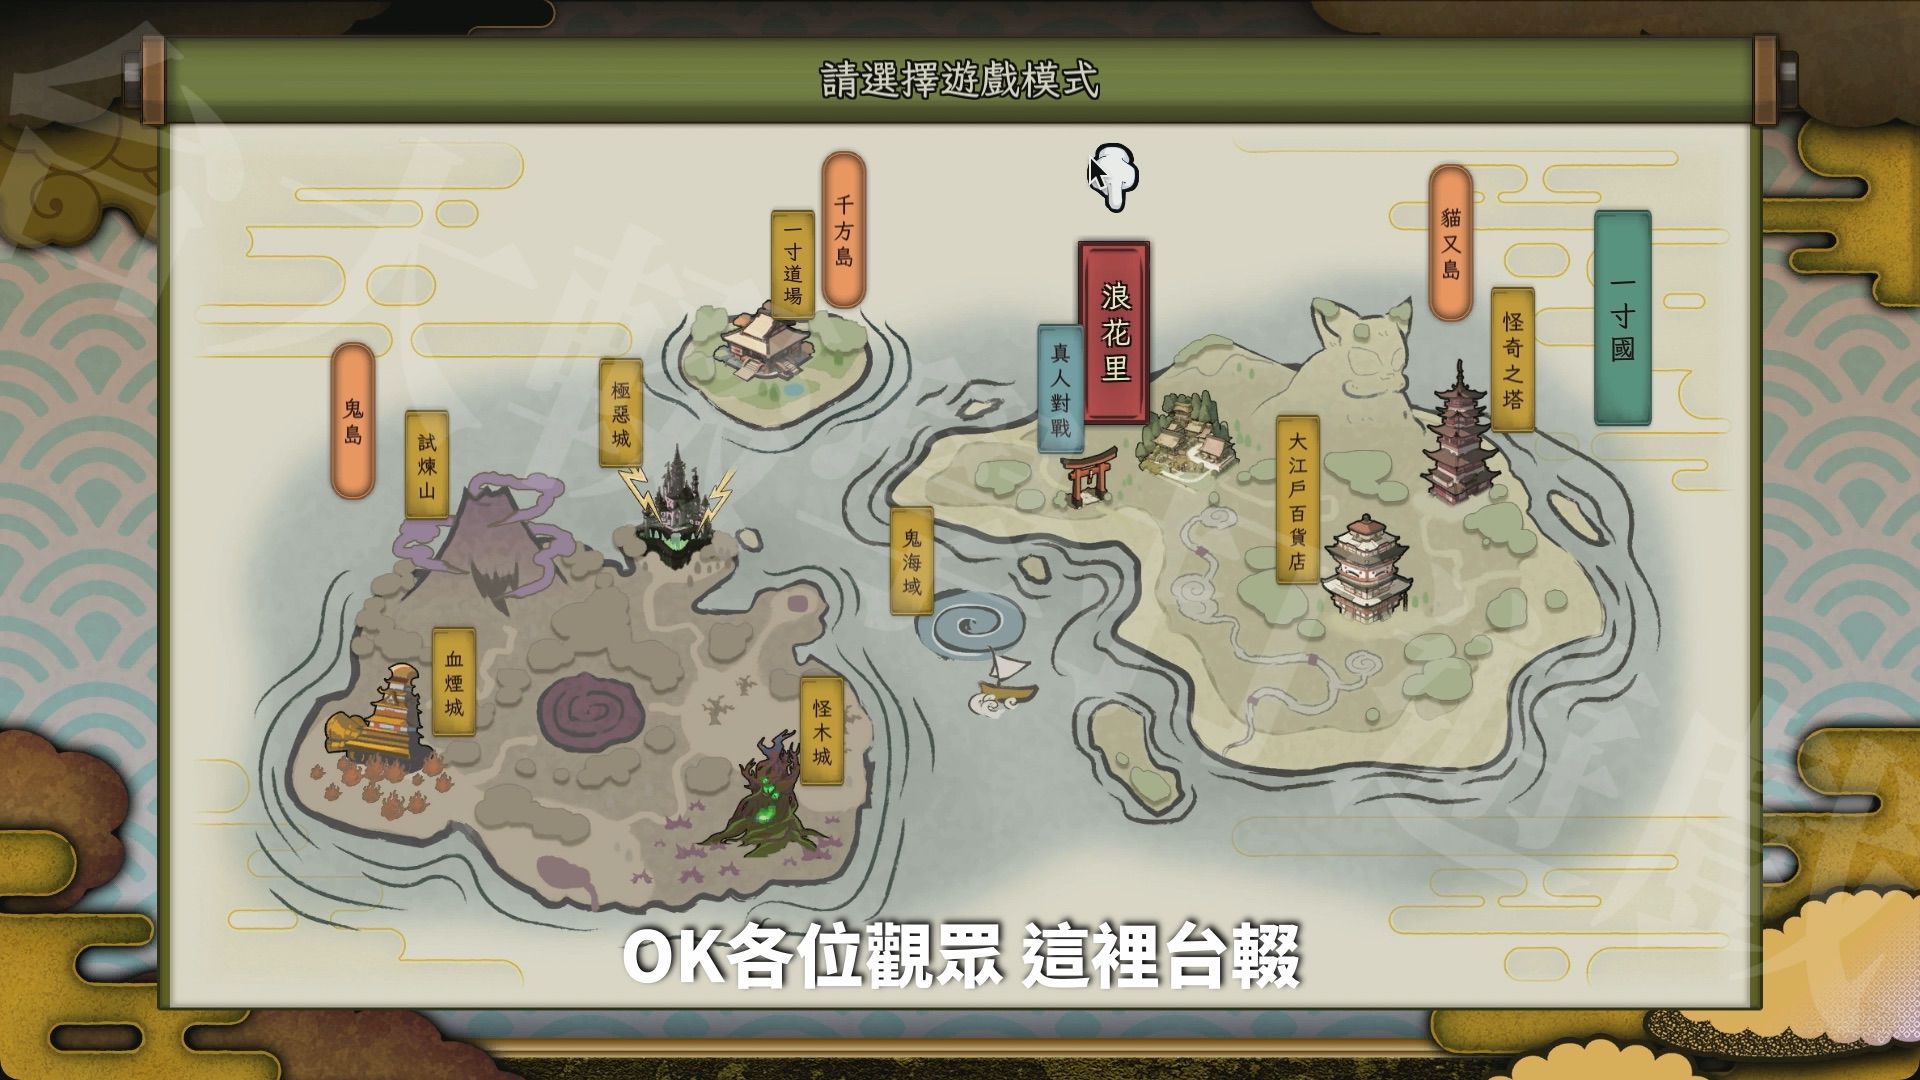 請選擇遊戲模式
千方島
一寸道場
浪花里
真人對戰
貓又島
怪奇之塔
一寸國
鬼島
試煉山
極惡城
大江戶百貨店
鬼海域
血煙城
怪木城
OK各位觀眾 這裡台輟